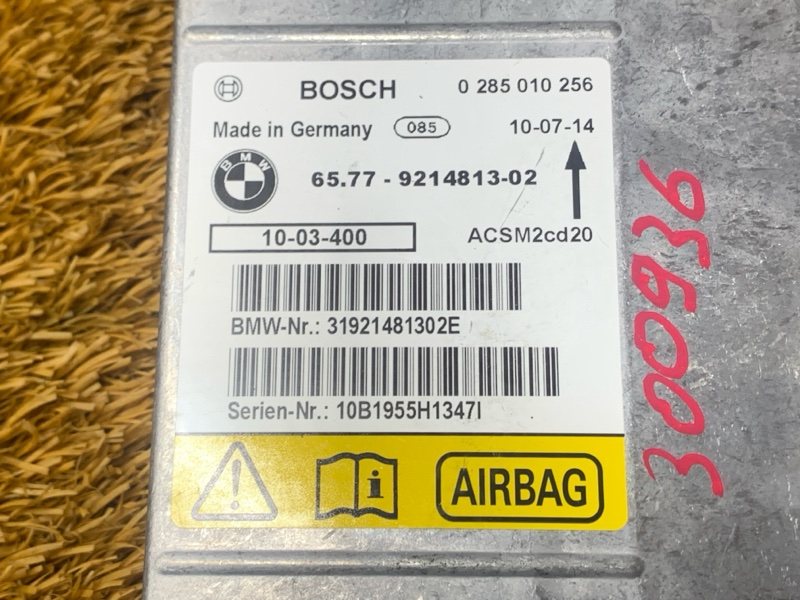 BOSCH 0 285 010 256
Made in Germany 085 10-07-14
BMW 65.77 - 9214813-02
10-03-400 ACSM2cd20
BMW-Nr.: 31921481302E
Serien-Nr.: 10B1955H1347I
i AIRBAG
300936